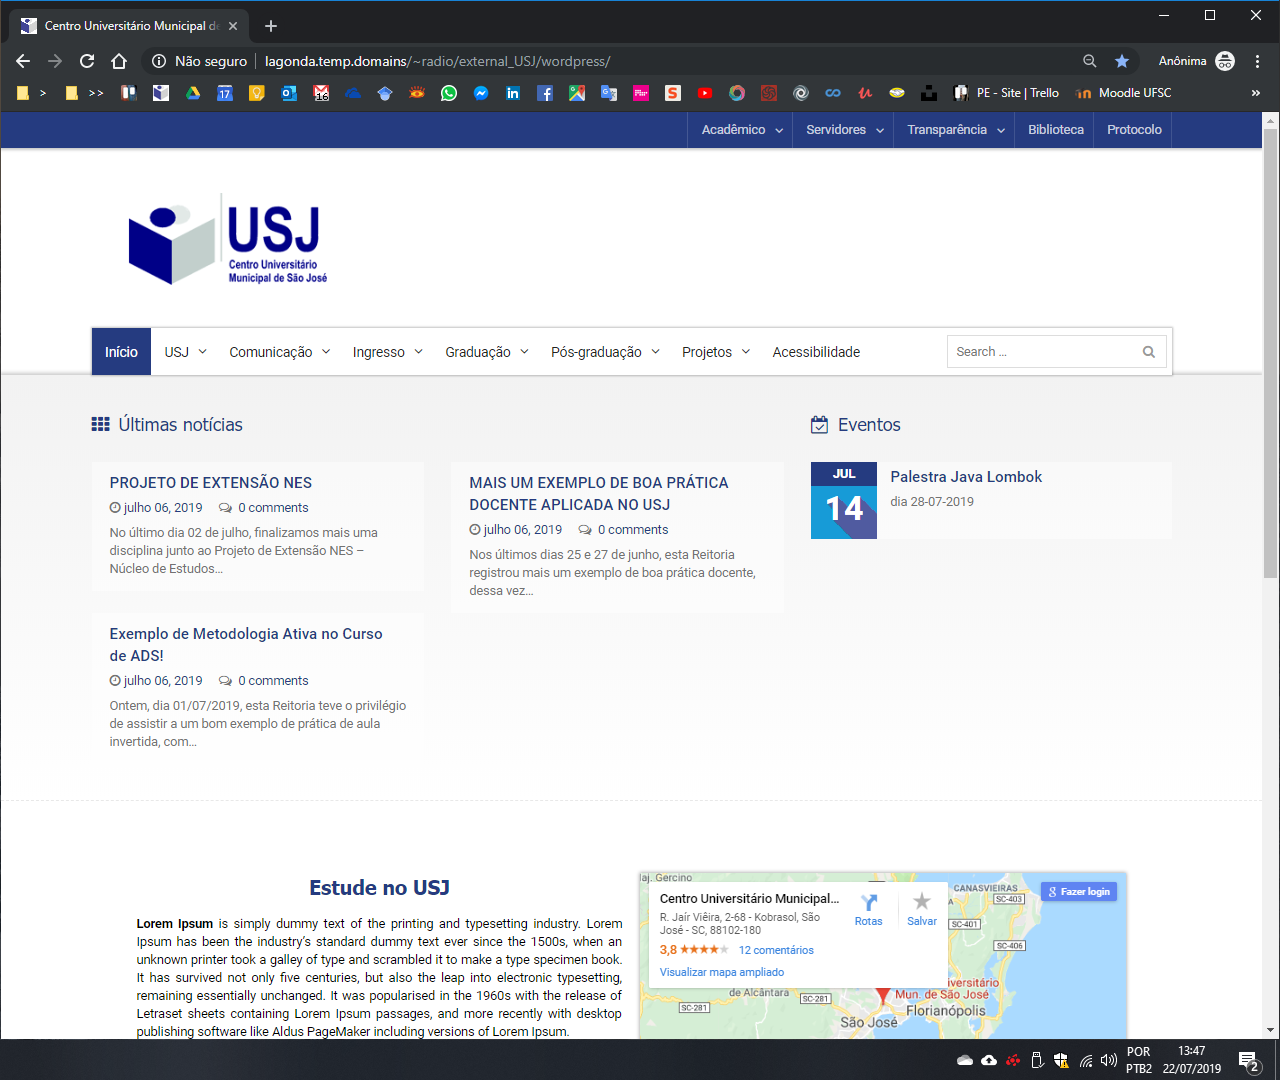 Centro Universitário Municipal de
Não seguro
lagonda.temp.domains/~radio/external_USJ/wordpress/
Anônima
>
>>
17
16
PE - Site | Trello
Moodle UFSC
»
Acadêmico
Servidores
Transparência
Biblioteca
Protocolo
USJ
Centro Universitário
Municipal de São José
Início
USJ
Comunicação
Ingresso
Graduação
Pós-graduação
Projetos
Acessibilidade
Search ...
Últimas notícias
PROJETO DE EXTENSÃO NES
julho 06, 2019 0 comments
No último dia 02 de julho, finalizamos mais uma
disciplina junto ao Projeto de Extensão NES –
Núcleo de Estudos...
MAIS UM EXEMPLO DE BOA PRÁTICA
DOCENTE APLICADA NO USJ
julho 06, 2019 0 comments
Nos últimos dias 25 e 27 de junho, esta Reitoria
registrou mais um exemplo de boa prática docente,
dessa vez...
Exemplo de Metodologia Ativa no Curso
de ADS!
julho 06, 2019 0 comments
Ontem, dia 01/07/2019, esta Reitoria teve o privilégio
de assistir a um bom exemplo de prática de aula
invertida, com...
Eventos
JUL
14
Palestra Java Lombok
dia 28-07-2019
Estude no USJ
Lorem Ipsum is simply dummy text of the printing and typesetting industry. Lorem
Ipsum has been the industry's standard dummy text ever since the 1500s, when an
unknown printer took a galley of type and scrambled it to make a type specimen book.
It has survived not only five centuries, but also the leap into electronic typesetting,
remaining essentially unchanged. It was popularised in the 1960s with the release of
Letraset sheets containing Lorem Ipsum passages, and more recently with desktop
publishing software like Aldus PageMaker including versions of Lorem Ipsum.
Maj. Gercino
Centro Universitário Municipal...
R. Jaír Viêira, 2-68 - Kobrasol, São
José - SC, 88102-180
3,8
12 comentários
Visualizar mapa ampliado
Rotas
Salvar
Fazer login
CANASVIEIRAS
SC-403
SC-401
SC-406
de Alcântara
SC-281
SC-281
iversitário
Mun. de São José
Florianópolis
São José
POR
PTB2
13:47
22/07/2019
2